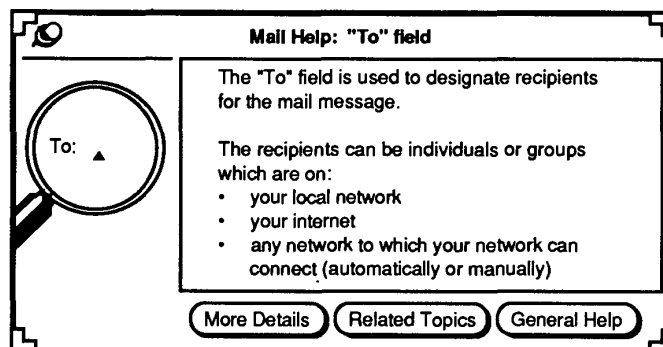 Mail Help: "To" field
The "To" field is used to designate recipients
for the mail message.
To:
The recipients can be individuals or groups
which are on:
• your local network
• your internet
• any network to which your network can
connect (automatically or manually)
More Details
Related Topics
General Help